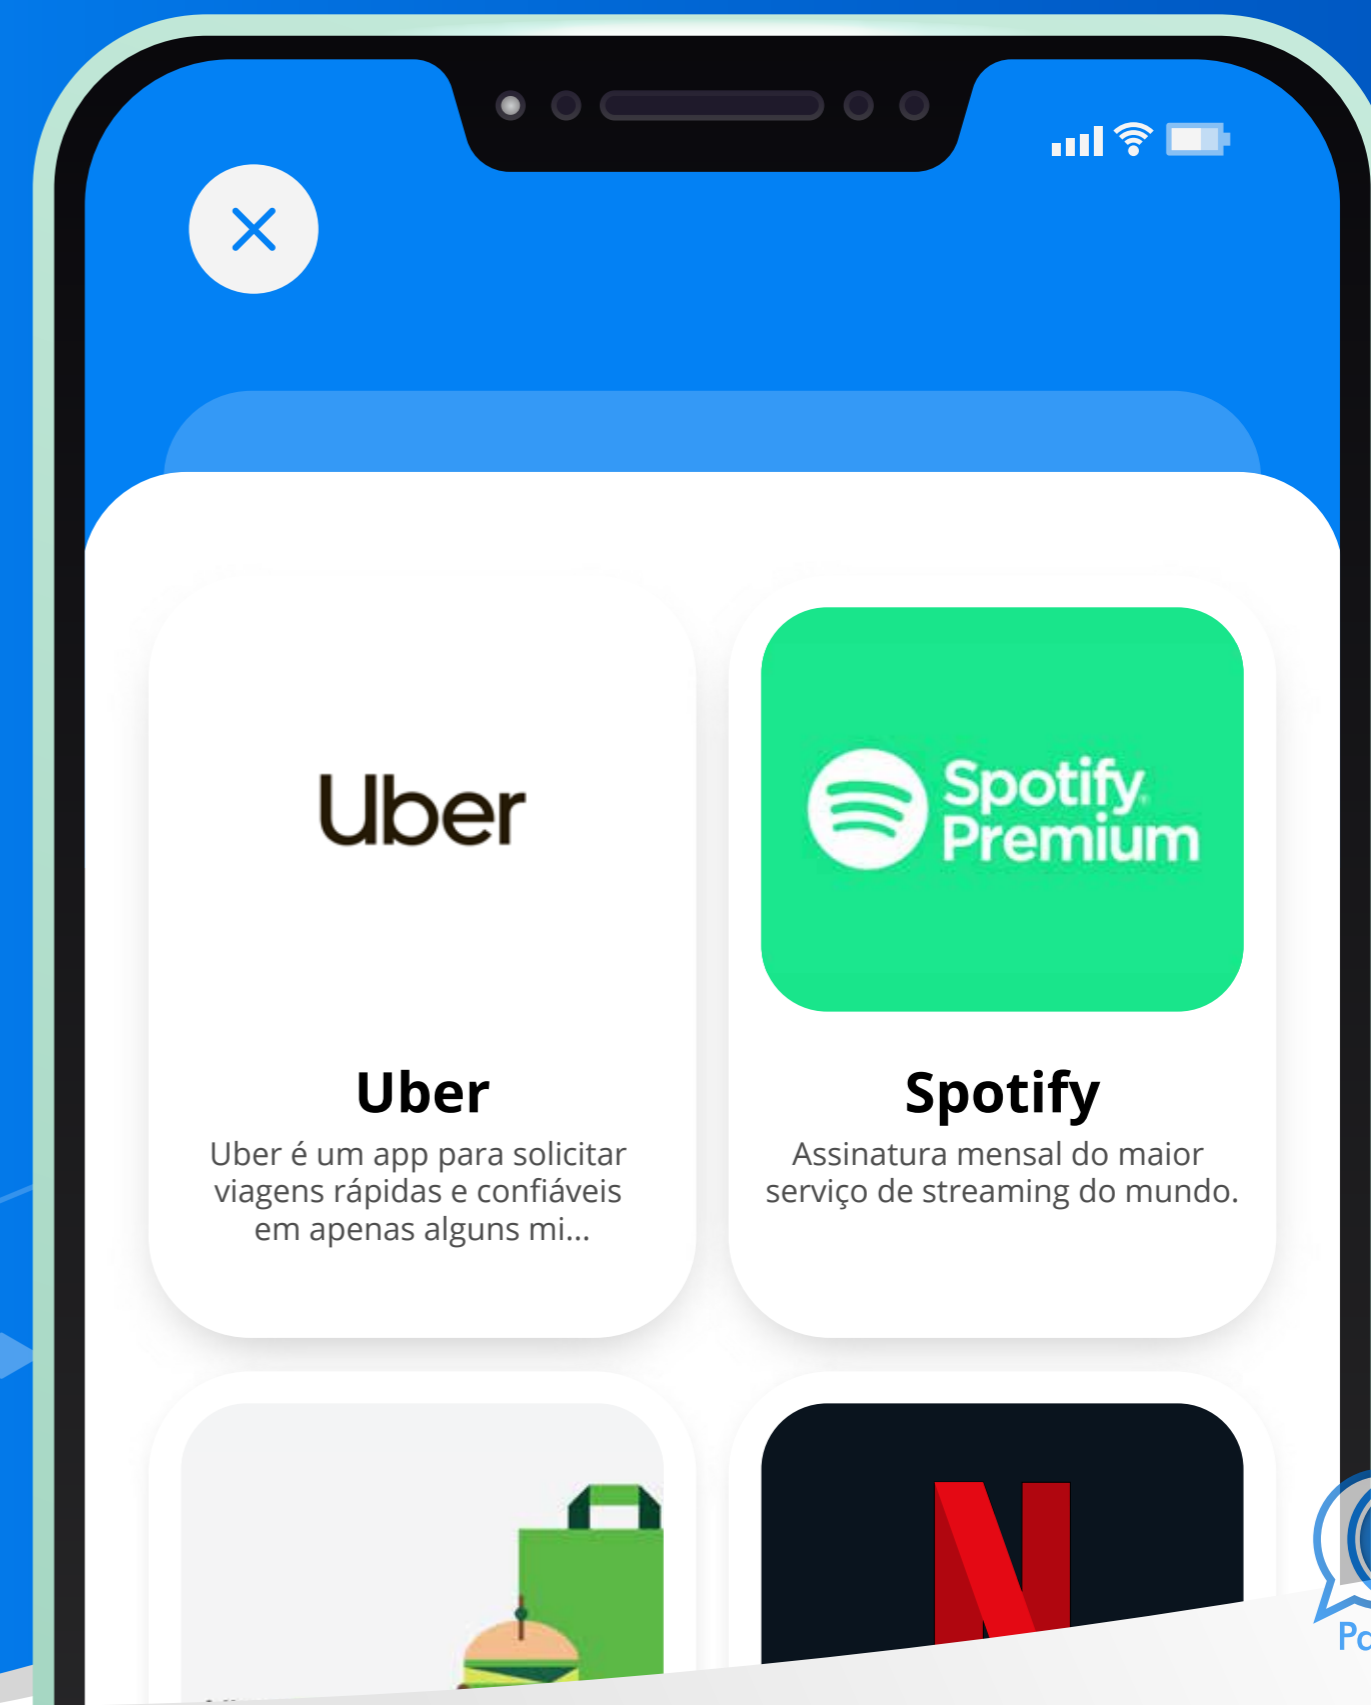 Uber
Spotify
Premium
Uber
Uber é um app para solicitar
viagens rápidas e confiáveis
em apenas alguns mi...
Spotify
Assinatura mensal do maior
serviço de streaming do mundo.
N